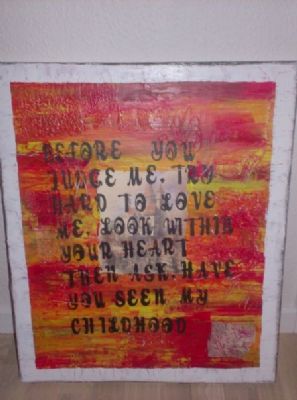 BEFORE YOU
JUDGE ME. TRY
HARD TO LOVE
ME. LOOK WITHIN
YOUR HEART
THEN ASK. HAVE
YOU SEEN MY
CHILDHOOD